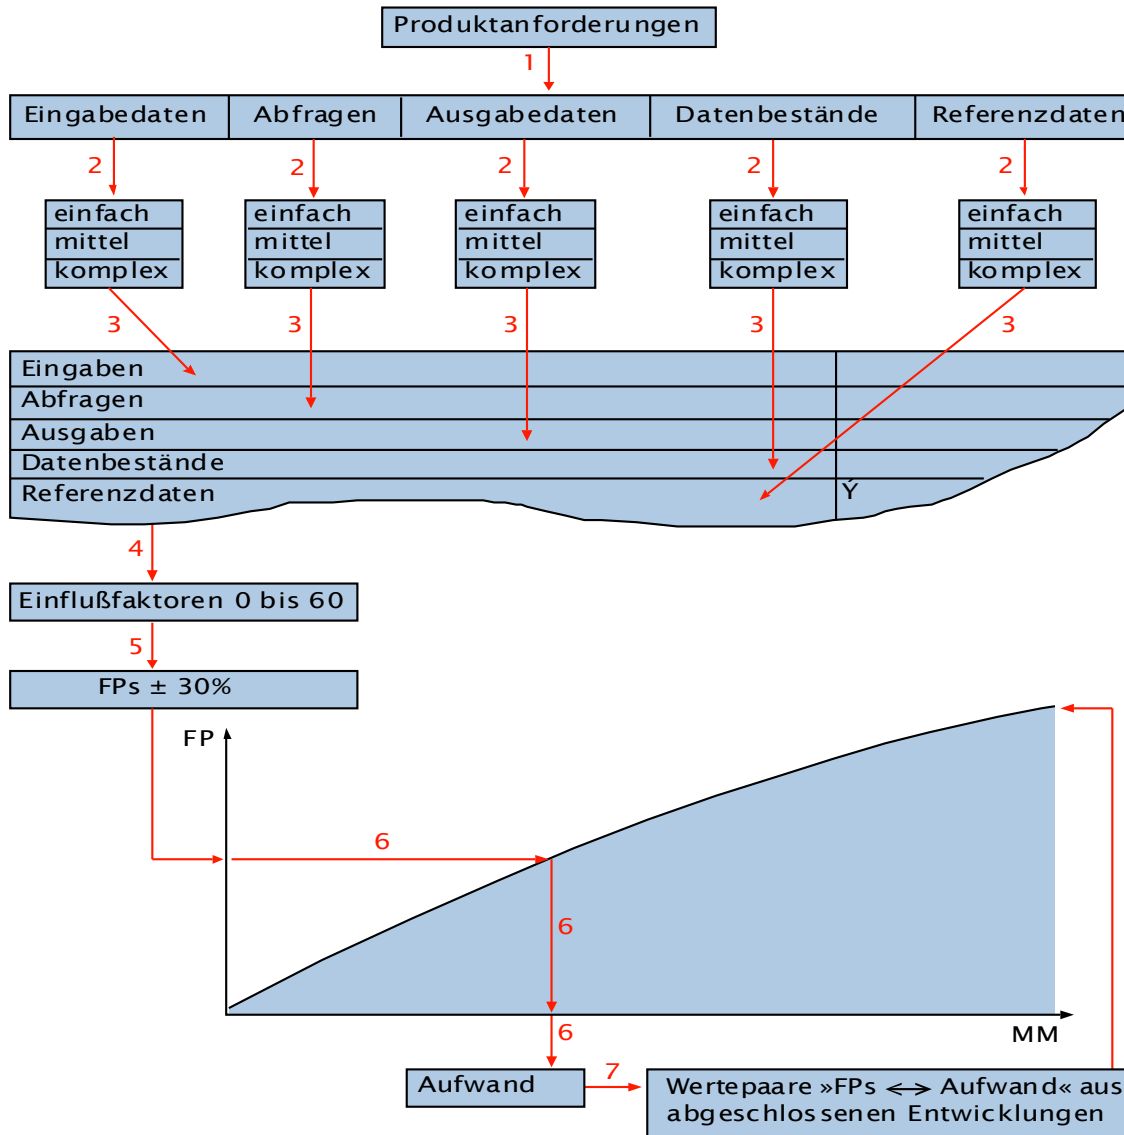 Produktanforderungen
1
Eingabedaten Abfragen Ausgabedaten Datenbestände Referenzdaten
2 2 2 2 2
einfach einfach einfach einfach einfach
mittel mittel mittel mittel mittel
komplex komplex komplex komplex komplex
3 3 3 3 3
Eingaben
Abfragen
Ausgaben
Datenbestände
Referenzdaten Ý
4
Einflußfaktoren 0 bis 60
5
FPs ± 30%
FP
6
6
MM
6
Aufwand
7
Wertepaare »FPs ↔ Aufwand« aus
abgeschlossenen Entwicklungen